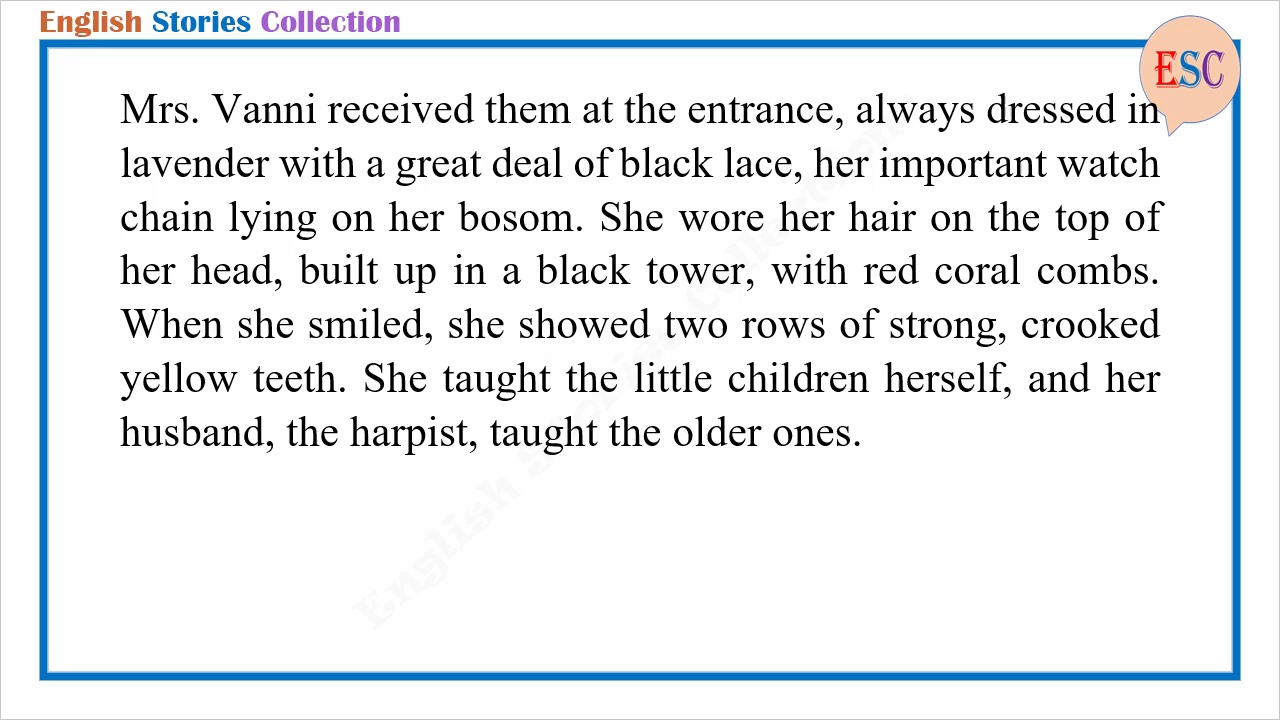 English Stories Collection
ESC
Mrs. Vanni received them at the entrance, always dressed in
lavender with a great deal of black lace, her important watch
chain lying on her bosom. She wore her hair on the top of
her head, built up in a black tower, with red coral combs.
When she smiled, she showed two rows of strong, crooked
yellow teeth. She taught the little children herself, and her
husband, the harpist, taught the older ones.
English Stories Collection